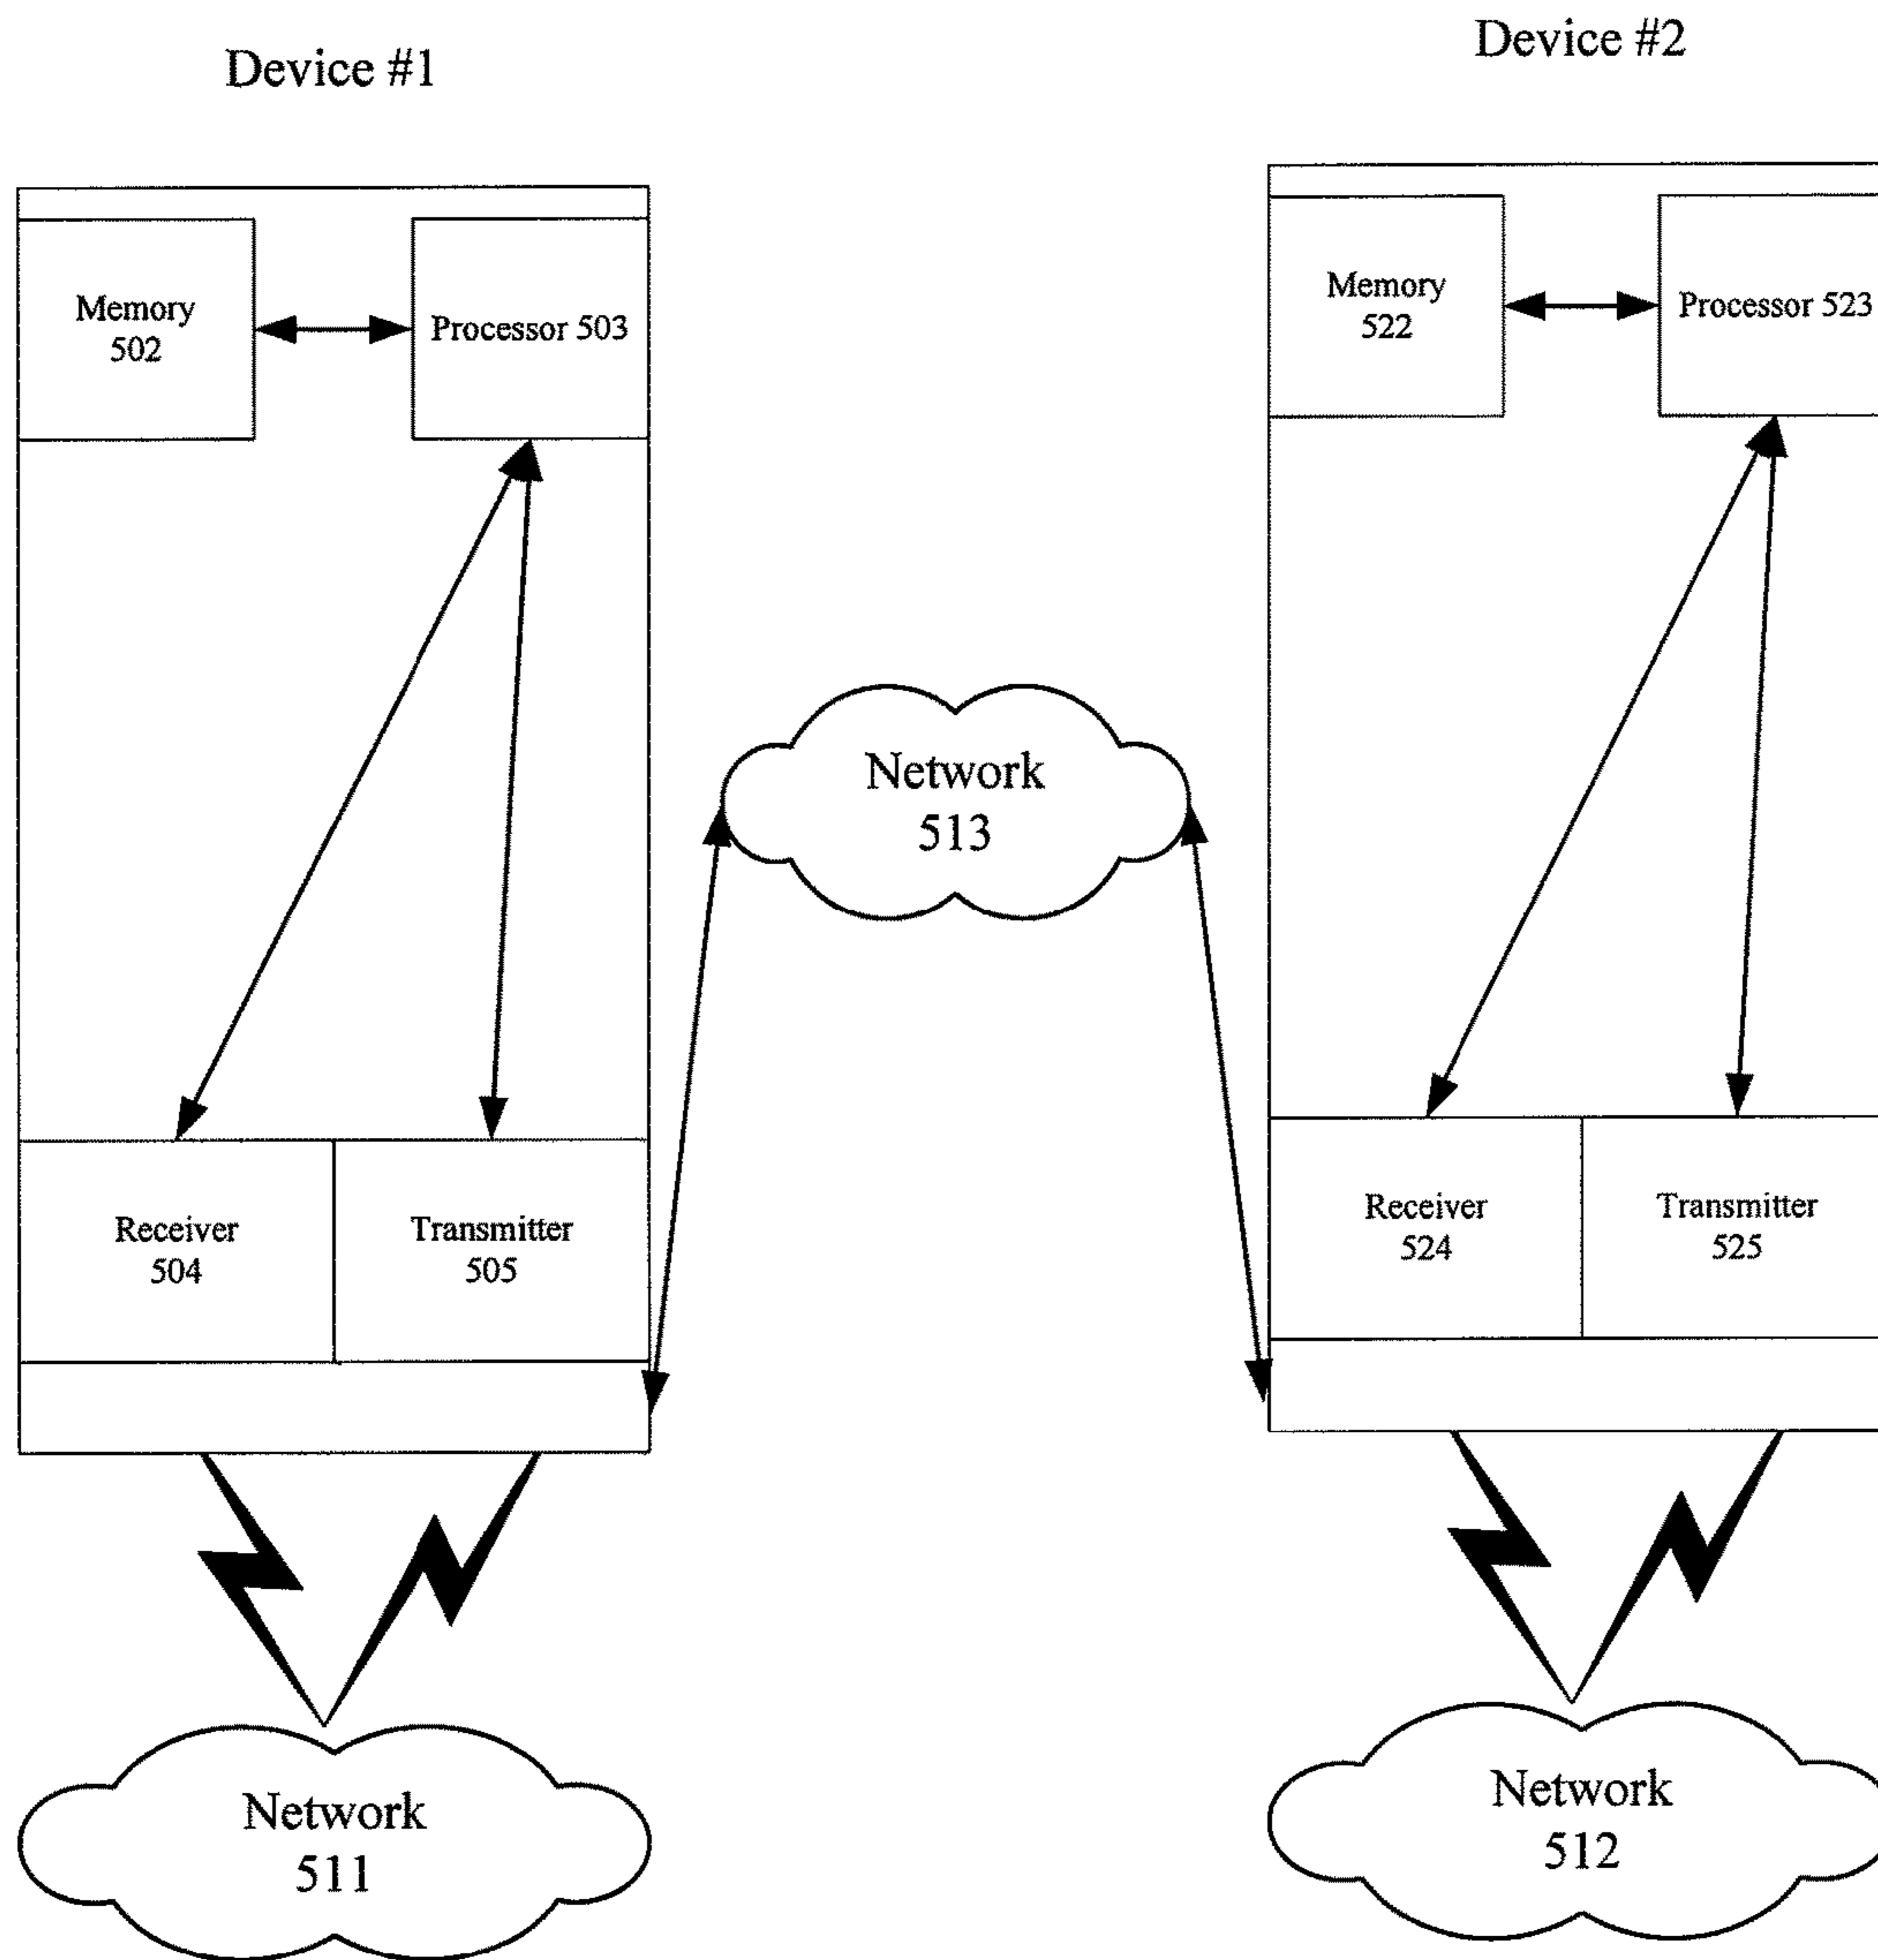 Device #1
Device #2
Memory
502
Processor 503
Memory
522
Processor 523
Network
513
Receiver
504
Transmitter
505
Receiver
524
Transmitter
525
Network
511
Network
512